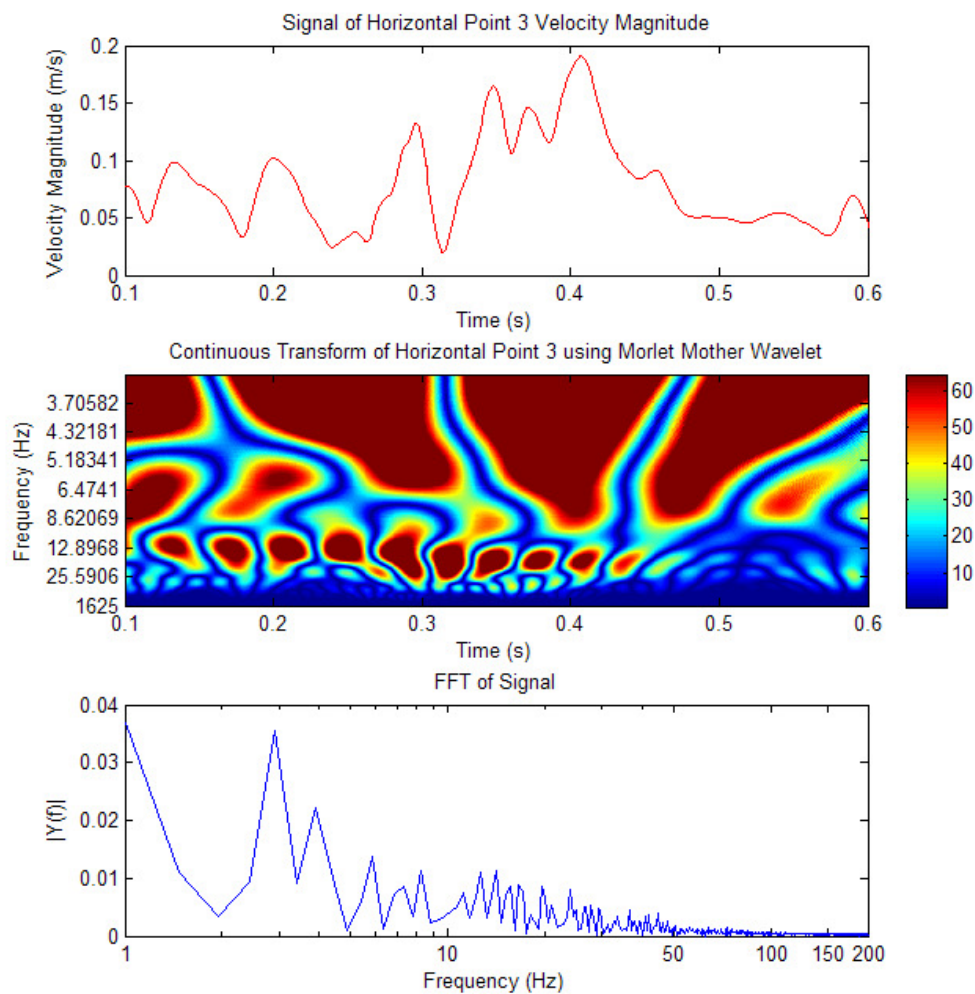 Signal of Horizontal Point 3 Velocity Magnitude
Velocity Magnitude (m/s)
0.2
0.15
0.1
0.05
0
0.1 0.2 0.3 0.4 0.5 0.6
Time (s)
Continuous Transform of Horizontal Point 3 using Morlet Mother Wavelet
Frequency (Hz)
3.70582
4.32181
5.18341
6.4741
8.62069
12.8968
25.5906
1625
0.1 0.2 0.3 0.4 0.5 0.6
Time (s)
60
50
40
30
20
10
FFT of Signal
|Y(f)|
0.04
0.03
0.02
0.01
0
1 10 50 100 150 200
Frequency (Hz)